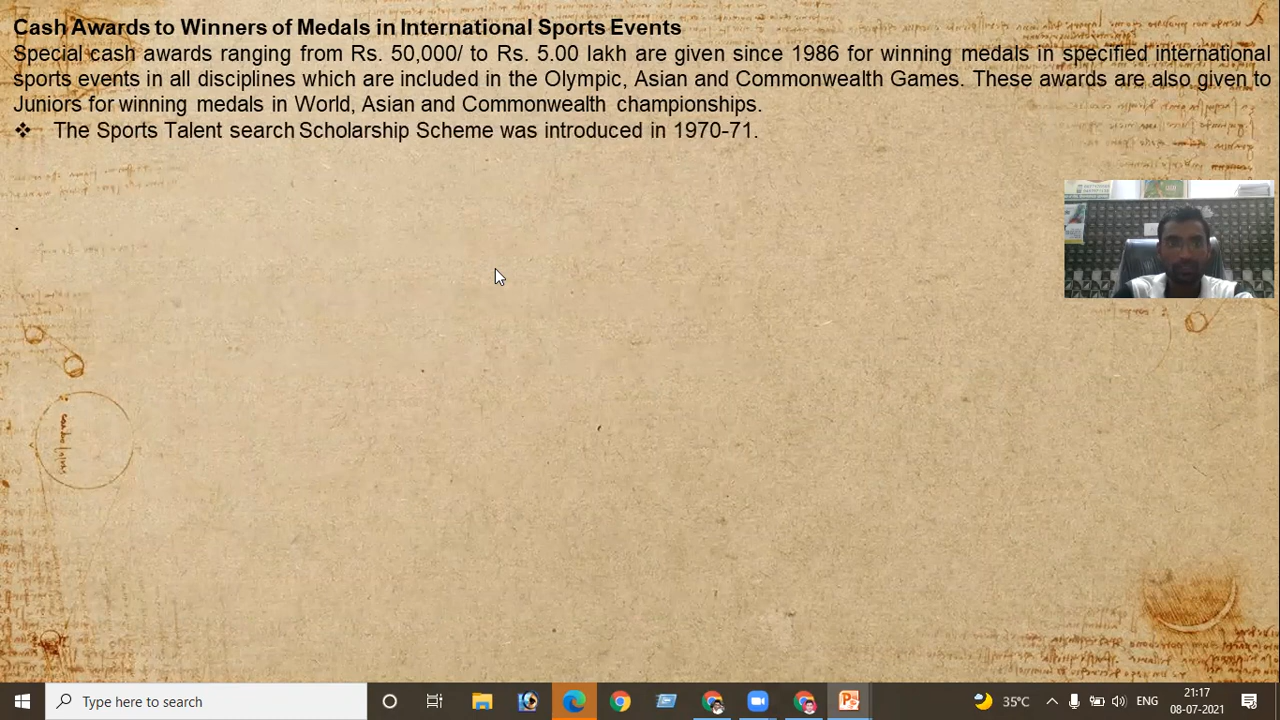 Cash Awards to Winners of Medals in International Sports Events
Special cash awards ranging from Rs. 50,000/ to Rs. 5.00 lakh are given since 1986 for winning medals in specified international
sports events in all disciplines which are included in the Olympic, Asian and Commonwealth Games. These awards are also given to
Juniors for winning medals in World, Asian and Commonwealth championships.
❖ The Sports Talent search Scholarship Scheme was introduced in 1970-71.
.
Type here to search
35°C
ENG
21:17
08-07-2021